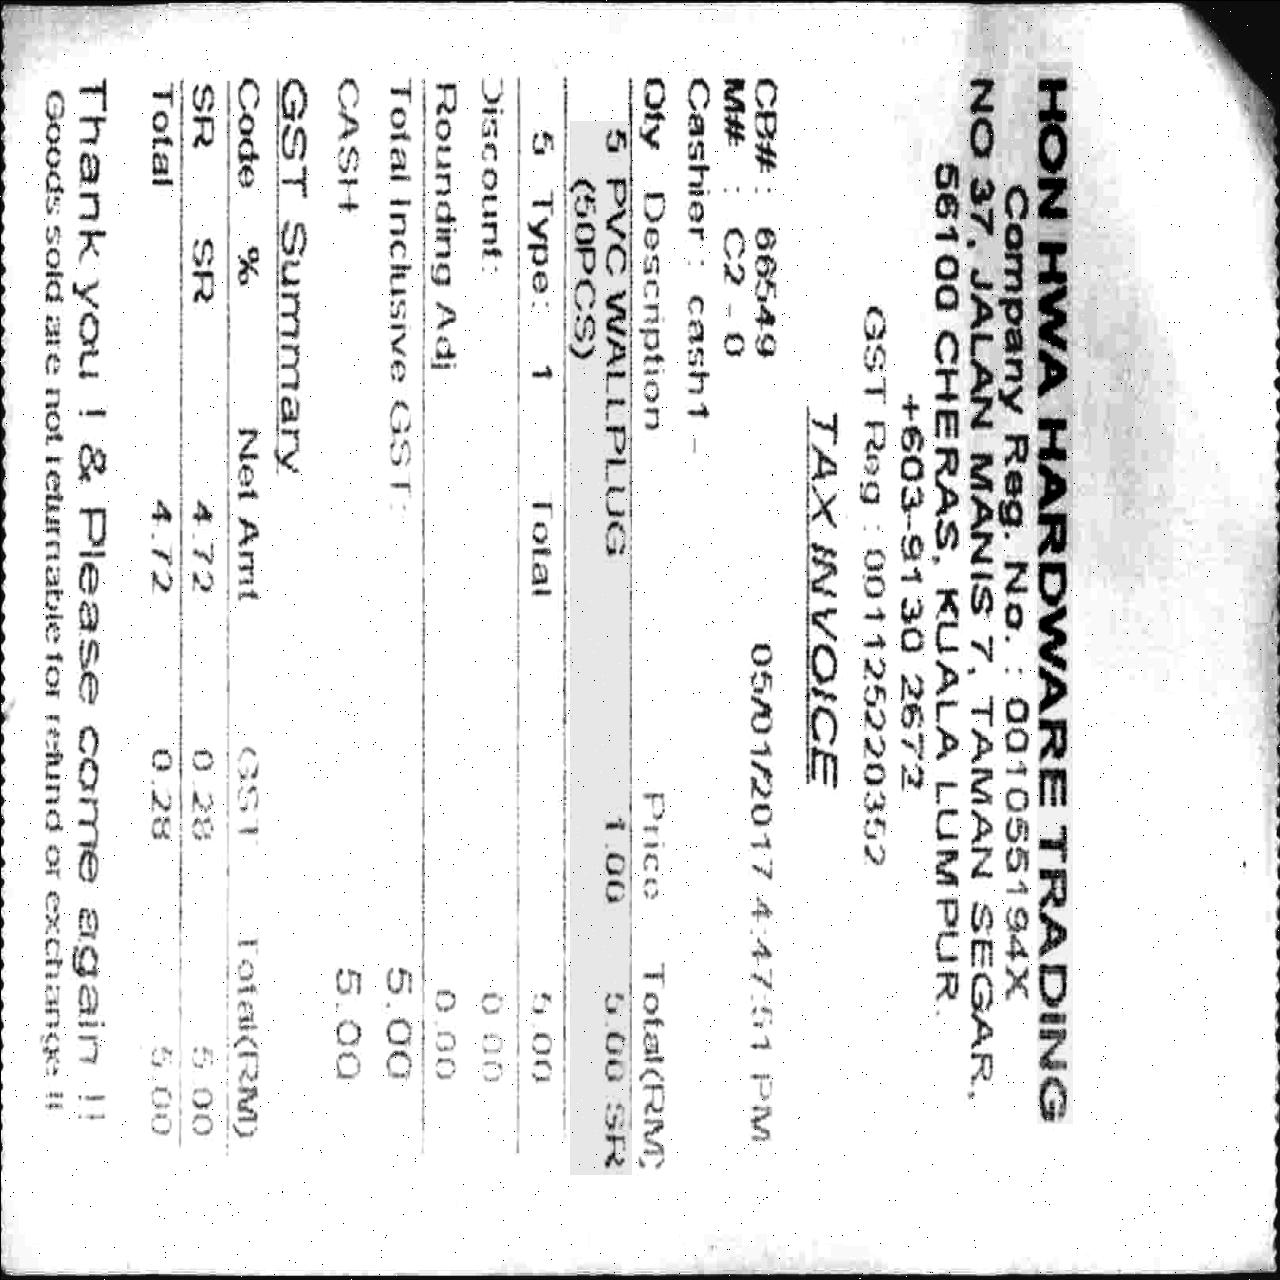 HON HWA HARDWARE TRADING
Company Reg. No. : 001055194X
NO 37, JALAN MANIS 7, TAMAN SEGAR,
56100 CHERAS, KUALA LUMPUR.
+603-9130 2672
GST Reg : 001125220352
TAX INVOICE
CB# : 66549 05/01/2017 4:47:51 PM
M# : C2 - 0
Cashier : cash1 -
Qty Description Price Total(RM)
5 PVC WALLPLUG 1.00 5.00 SR
(50PCS)
5 Type: 1 Total 5.00
Discount: 0.00
Rounding Adj 0.00
Total Inclusive GST: 5.00
CASH 5.00
GST Summary
Code % Net Amt GST Total(RM)
SR SR 4.72 0.28 5.00
Total 4.72 0.28 5.00
Thank you ! & Please come again !!
Goods sold are not returnable for refund or exchange !!